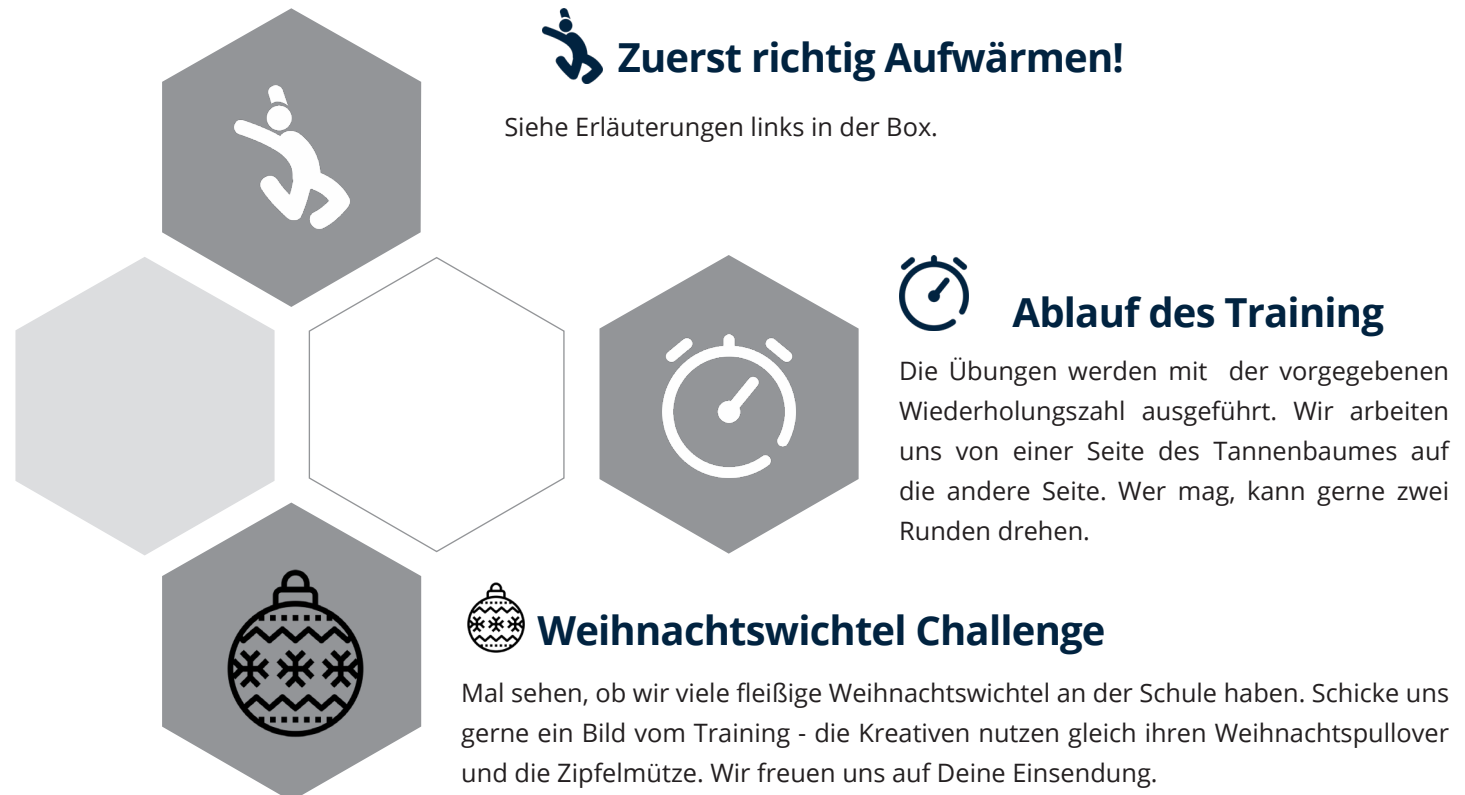 Zuerst richtig Aufwärmen!
Siehe Erläuterungen links in der Box.
Ablauf des Training
Die Übungen werden mit der vorgegebenen
Wiederholungszahl ausgeführt. Wir arbeiten
uns von einer Seite des Tannenbaumes auf
die andere Seite. Wer mag, kann gerne zwei
Runden drehen.
Weihnachtswichtel Challenge
Mal sehen, ob wir viele fleißige Weihnachtswichtel an der Schule haben. Schicke uns
gerne ein Bild vom Training - die Kreativen nutzen gleich ihren Weihnachtspullover
und die Zipfelmütze. Wir freuen uns auf Deine Einsendung.